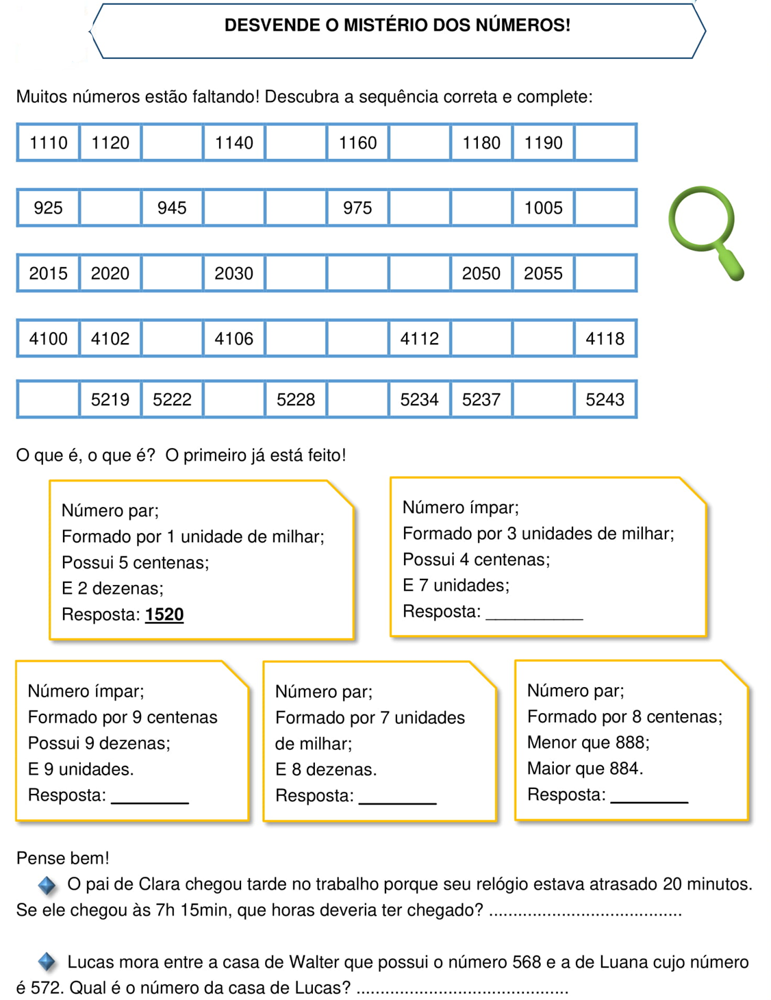 DESVENDE O MISTÉRIO DOS NÚMEROS!
Muitos números estão faltando! Descubra a sequência correta e complete:
1110 1120 1140 1160 1180 1190
925 945 975 1005
2015 2020 2030 2050 2055
4100 4102 4106 4112 4118
5219 5222 5228 5234 5237 5243
O que é, o que é? O primeiro já está feito!
Número par;
Formado por 1 unidade de milhar;
Possui 5 centenas;
E 2 dezenas;
Resposta: 1520
Número ímpar;
Formado por 3 unidades de milhar;
Possui 4 centenas;
E 7 unidades;
Resposta: __________
Número ímpar;
Formado por 9 centenas
Possui 9 dezenas;
E 9 unidades.
Resposta: ________
Número par;
Formado por 7 unidades
de milhar;
E 8 dezenas.
Resposta: ________
Número par;
Formado por 8 centenas;
Menor que 888;
Maior que 884.
Resposta: ________
Pense bem!
O pai de Clara chegou tarde no trabalho porque seu relógio estava atrasado 20 minutos.
Se ele chegou às 7h 15min, que horas deveria ter chegado? ........................................
Lucas mora entre a casa de Walter que possui o número 568 e a de Luana cujo número
é 572. Qual é o número da casa de Lucas? ............................................